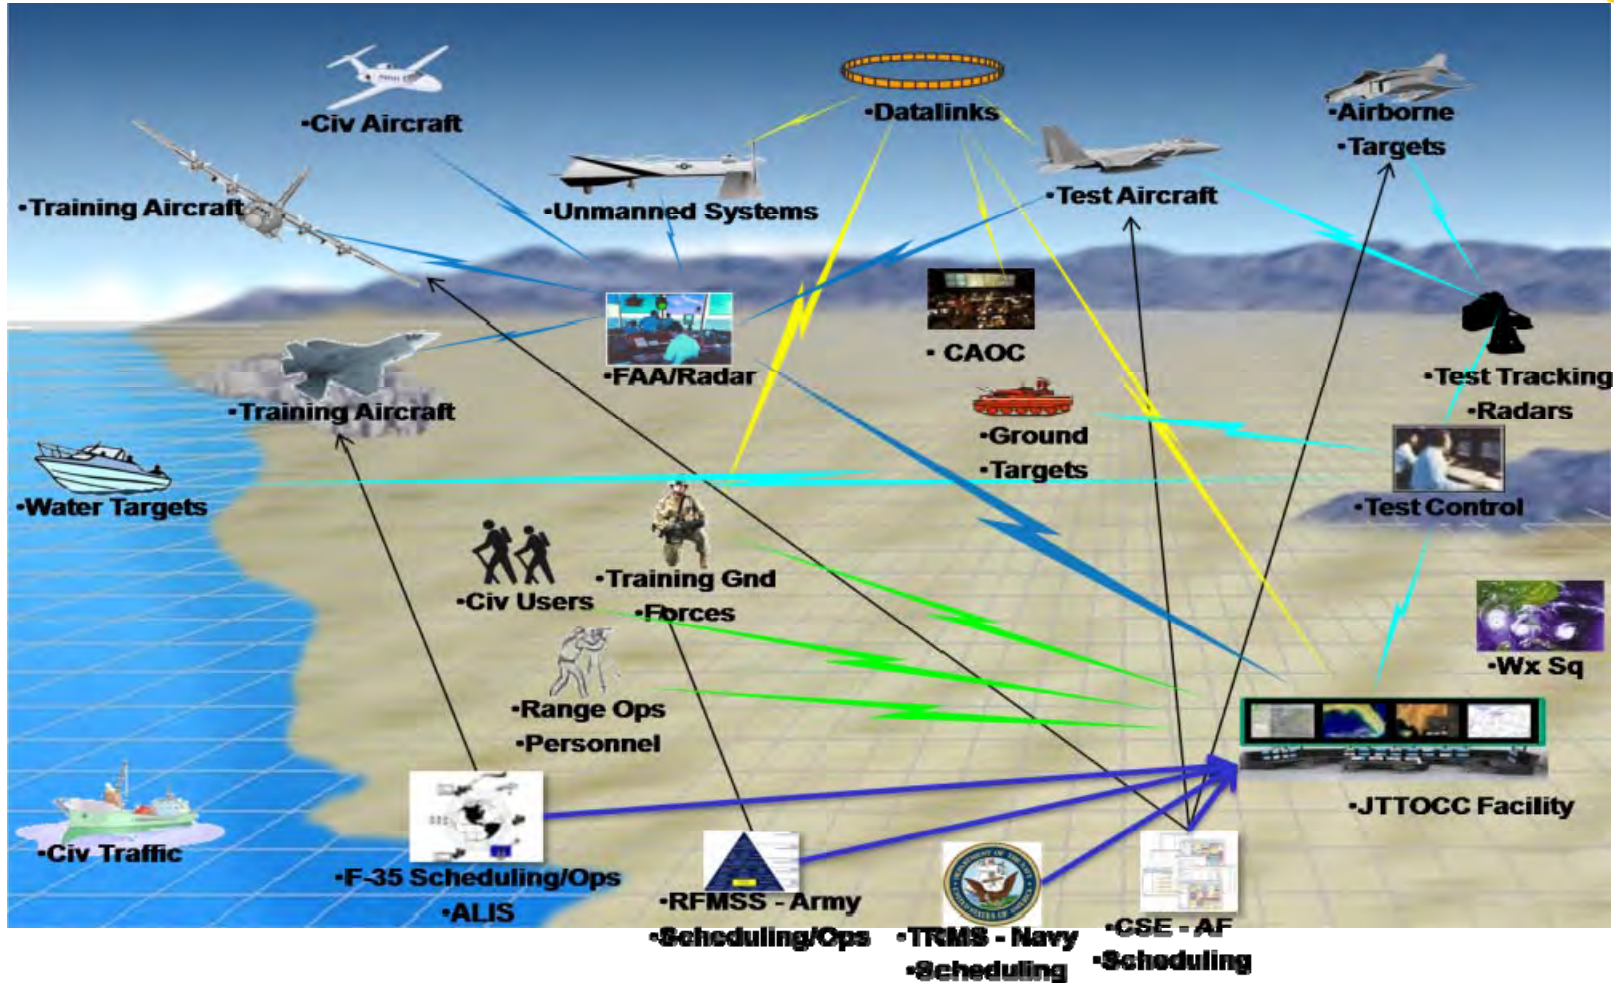 •Civ Aircraft
•Datalinks
•Airborne
•Targets
•Training Aircraft
•Unmanned Systems
•Test Aircraft
•FAA/Radar
• CAOC
•Test Tracking
•Radars
•Training Aircraft
•Ground
•Targets
•Water Targets
•Test Control
•Training Gnd
•Forces
•Civ Users
•Wx Sq
•Range Ops
•Personnel
•JTTOCC Facility
•Civ Traffic
•F-35 Scheduling/Ops
•ALIS
•RFMSS - Army
•Scheduling/Ops
•TRMS - Navy
•Scheduling
•CSE - AF
•Scheduling